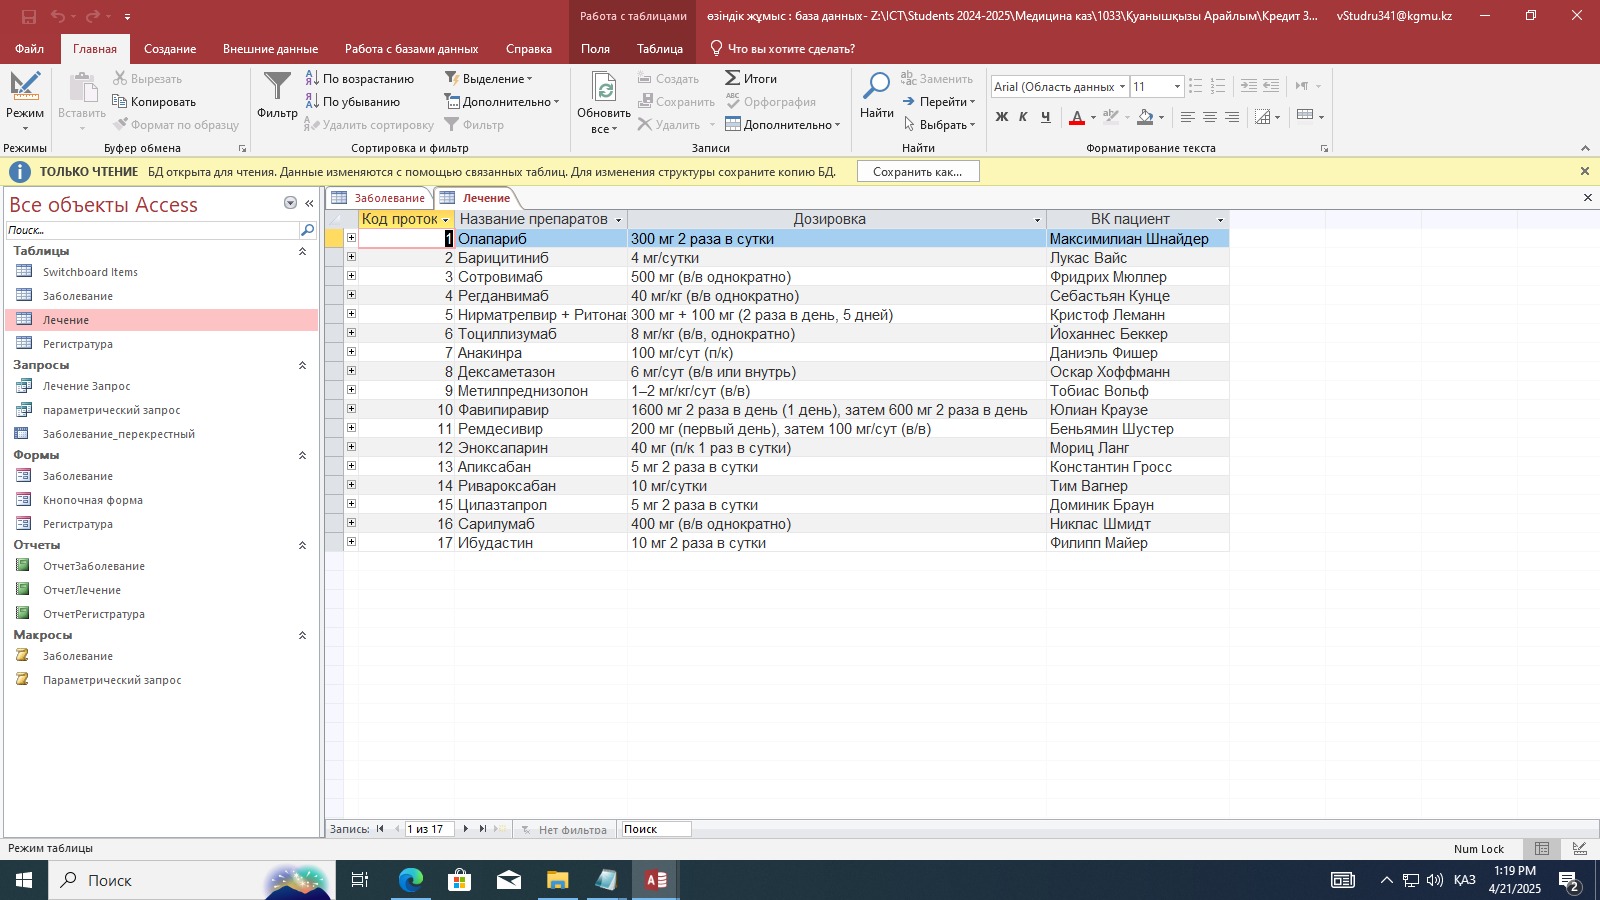 Работа с таблицами
өзіндік жұмыс : база данных- Z:\ICT\Students 2024-2025\Медицина каз\1033\Қуанышқызы Арайлым\Кредит 3...
vStudru341@kgmu.kz
Файл Главная Создание Внешние данные Работа с базами данных Справка Поля Таблица Что вы хотите сделать?
Режим
Режимы
Вставить
Вырезать
Копировать
Формат по образцу
Буфер обмена
Фильтр
По возрастанию
По убыванию
Удалить сортировку
Выделение
Дополнительно
Фильтр
Сортировка и фильтр
Обновить
все
Создать
Сохранить
Удалить
Итоги
Орфография
Дополнительно
Записи
Найти
Заменить
Перейти
Выбрать
Найти
Arial (Область данных
11
Ж К Ч
Форматирование текста
ТОЛЬКО ЧТЕНИЕ БД открыта для чтения. Данные изменяются с помощью связанных таблиц. Для изменения структуры сохраните копию БД.
Сохранить как...
Все объекты Access
Поиск...
Таблицы
Switchboard Items
Заболевание
Лечение
Регистратура
Запросы
Лечение Запрос
параметрический запрос
Заболевание_перекрестный
Формы
Заболевание
Кнопочная форма
Регистратура
Отчеты
ОтчетЗаболевание
ОтчетЛечение
ОтчетРегистратура
Макросы
Заболевание
Параметрический запрос
Заболевание Лечение
Код проток Название препаратов Дозировка ВК пациент
1 Олапариб 300 мг 2 раза в сутки Максимилиан Шнайдер
2 Барицитиниб 4 мг/сутки Лукас Вайс
3 Сотровимаб 500 мг (в/в однократно) Фридрих Мюллер
4 Регданвимаб 40 мг/кг (в/в однократно) Себастьян Кунце
5 Нирматрелвир + Ритонав 300 мг + 100 мг (2 раза в день, 5 дней) Кристоф Леманн
6 Тоцилизумаб 8 мг/кг (в/в, однократно) Йоханнес Беккер
7 Анакинра 100 мг/сут (п/к) Даниэль Фишер
8 Дексаметазон 6 мг/сут (в/в или внутрь) Оскар Хоффманн
9 Метилпреднизолон 1–2 мг/кг/сут (в/в) Тобиас Вольф
10 Фавипиравир 1600 мг 2 раза в день (1 день), затем 600 мг 2 раза в день Юлиан Краузе
11 Ремдесивир 200 мг (первый день), затем 100 мг/сут (в/в) Беньямин Шустер
12 Эноксапарин 40 мг (п/к 1 раз в сутки) Мориц Ланг
13 Апиксабан 5 мг 2 раза в сутки Константин Гросс
14 Ривароксабан 10 мг/сутки Тим Вагнер
15 Цилазтапрол 5 мг 2 раза в сутки Доминик Браун
16 Сарилумаб 400 мг (в/в однократно) Никлас Шмидт
17 Ибудастин 10 мг 2 раза в сутки Филипп Майер
Запись: 1 из 17 Нет фильтра Поиск
Режим таблицы
Num Lock
Поиск
ҚАЗ
1:19 PM
4/21/2025
2